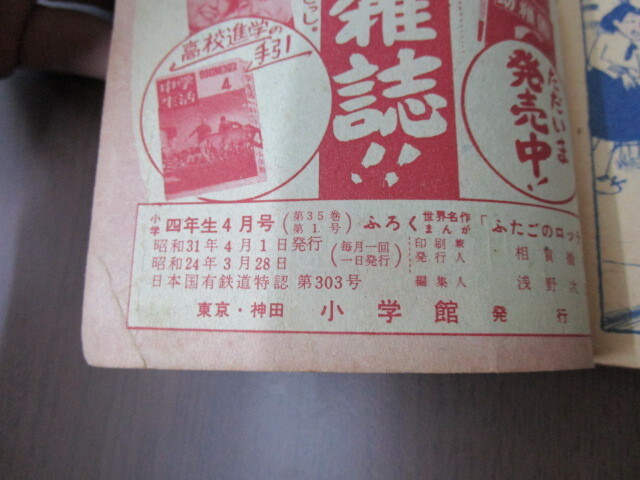 雑誌!!
高校進学の
手引
中学
生活
4
ただいま
発売中!
小学四年生4月号(第35巻第1号)ふろく世界名作まんが「ふたごのロッテ
昭和31年4月1日発行(毎月一回
昭和24年3月28日一日発行)
日本国有鉄道特認 第303号
印刷兼
発行人 相賀徹
編集人 浅野次
東京・神田 小学館 発行